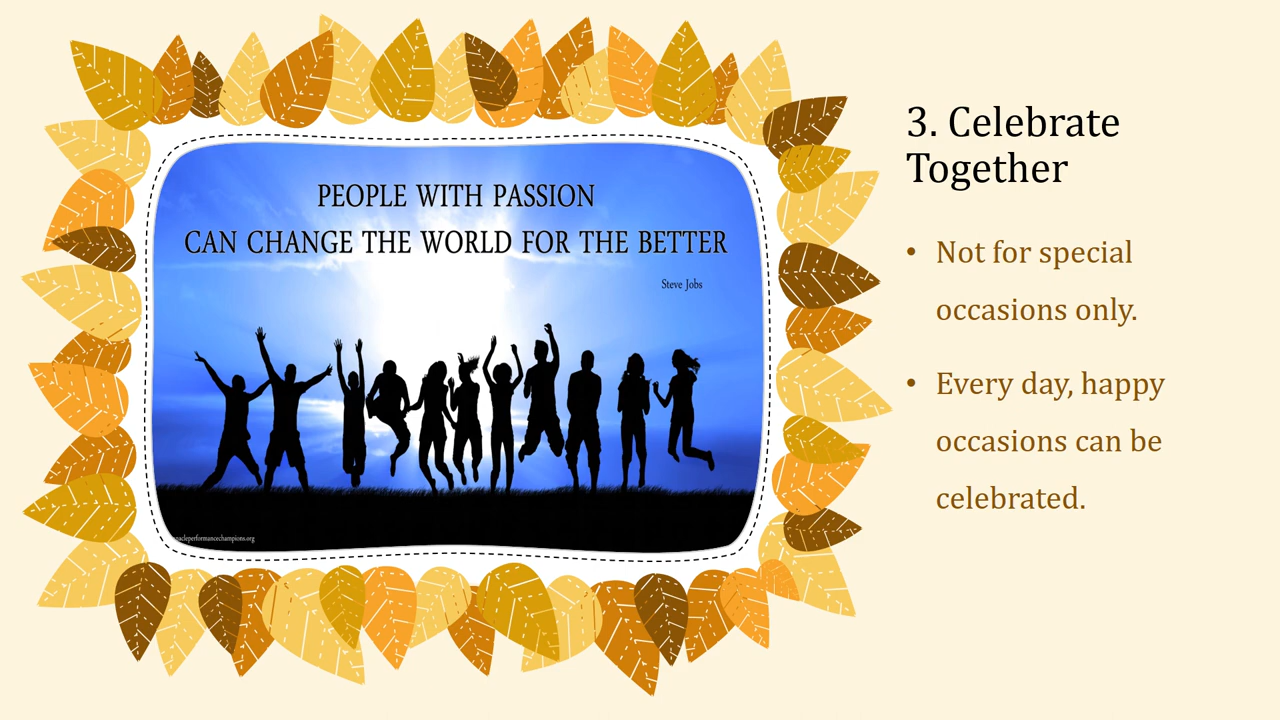 PEOPLE WITH PASSION
CAN CHANGE THE WORLD FOR THE BETTER
Steve Jobs
3. Celebrate
Together
• Not for special
occasions only.
• Every day, happy
occasions can be
celebrated.